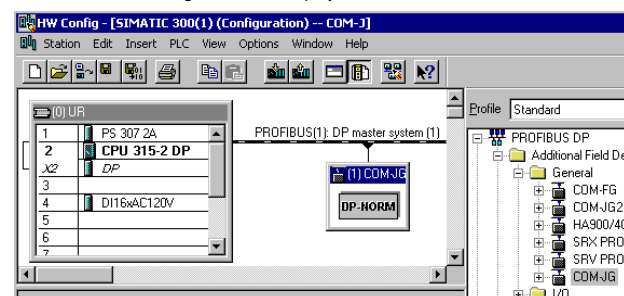 HW Config - [SIMATIC 300(1) (Configuration) -- COM-J]
Station Edit Insert PLC View Options Window Help
(0) UR
1 PS 307 2A
2 CPU 315-2 DP
X2 DP
3
4 DI16xAC120V
5
6
7
PROFIBUS(1): DP master system (1)
(1) COM-JG
DP-NORM
Profile Standard
PROFIBUS DP
Additional Field De
General
COM-FG
COM-JG2
HA900/40
SRX PRO
SRV PRO
COM-JG
I/O